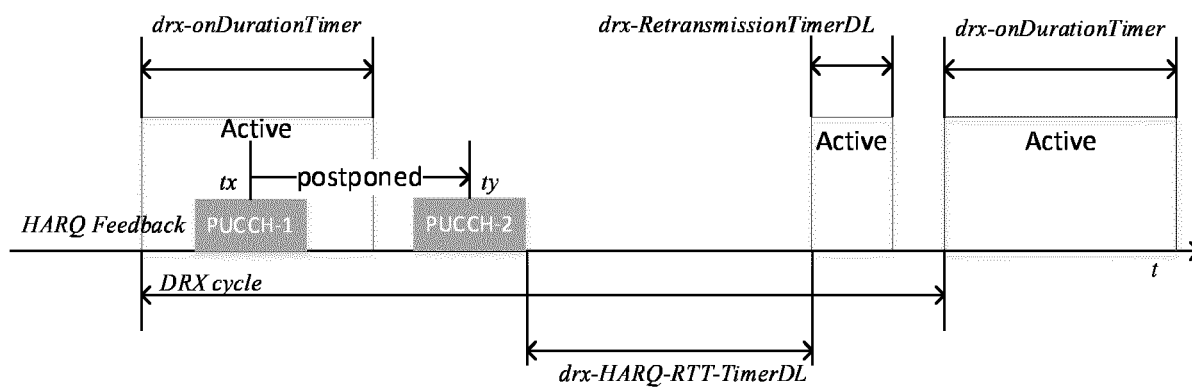 drx-onDurationTimer
drx-RetransmissionTimerDL
drx-onDurationTimer
Active
Active
Active
tx
postponed
ty
HARQ Feedback
PUCCH-1
PUCCH-2
t
DRX cycle
drx-HARQ-RTT-TimerDL